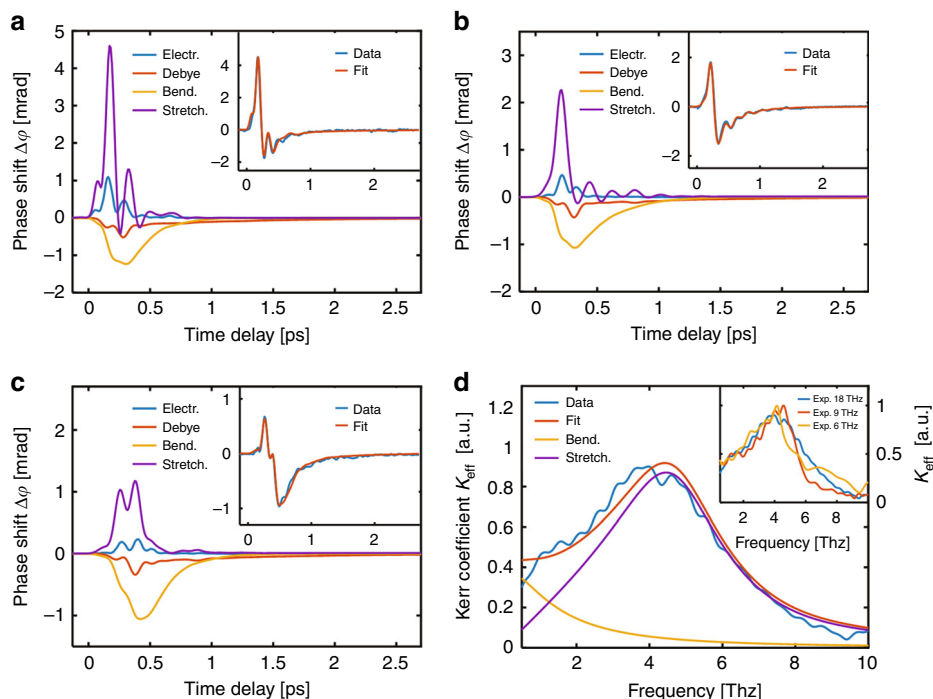 a
Phase shift Δφ [mrad]
5
4
3
2
1
0
−1
−2
Electr.
Debye
Bend.
Stretch.
4
2
0
−2
Data
Fit
0
1
2
0
0.5
1
1.5
2
2.5
Time delay [ps]
b
Phase shift Δφ [mrad]
3
2
1
0
−1
−2
Electr.
Debye
Bend.
Stretch.
2
0
−2
Data
Fit
0
1
2
0
0.5
1
1.5
2
2.5
Time delay [ps]
c
Phase shift Δφ [mrad]
2
1
0
−1
Electr.
Debye
Bend.
Stretch.
1
0
−1
Data
Fit
0
1
2
0
0.5
1
1.5
2
2.5
Time delay [ps]
d
Kerr coefficient Keff [a.u.]
1.2
1.0
0.8
0.6
0.4
0.2
0
Data
Fit
Bend.
Stretch.
Exp. 18 THz
Exp. 9 THz
Exp. 6 THz
1
0.5
0
Keff [a.u.]
2
4
6
8
Frequency [Thz]
2
4
6
8
10
Frequency [Thz]